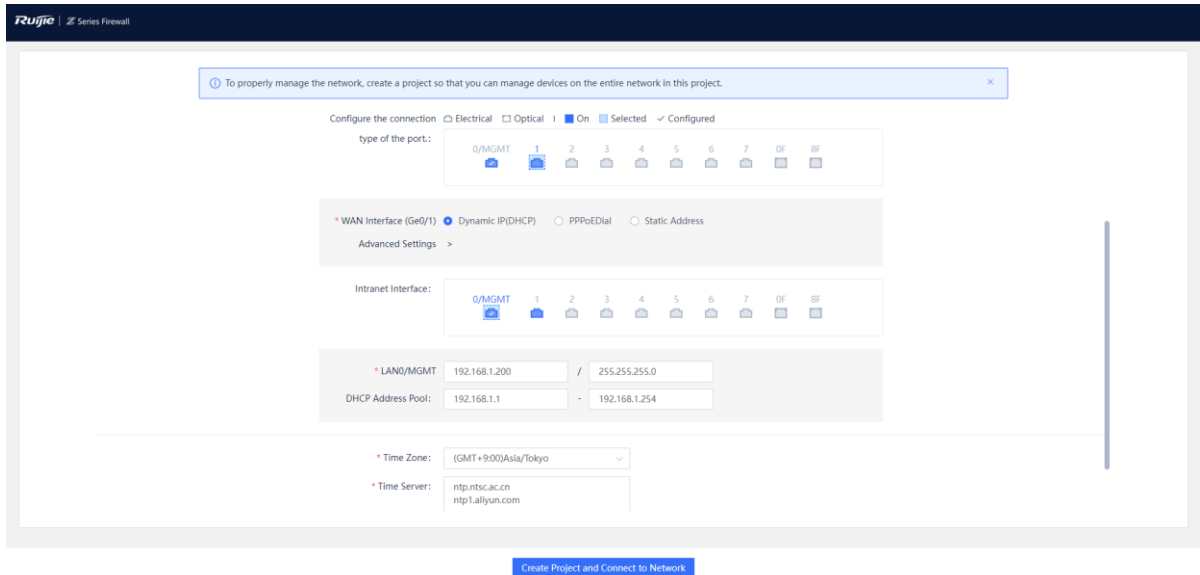 Ruijie | Z Series Firewall
To properly manage the network, create a project so that you can manage devices on the entire network in this project.
Configure the connection Electrical Optical | On Selected Configured
type of the port.:
0/MGMT 1 2 3 4 5 6 7 0F 8F
* WAN Interface (Ge0/1) Dynamic IP(DHCP) PPPoEDial Static Address
Advanced Settings >
Intranet Interface:
0/MGMT 1 2 3 4 5 6 7 0F 8F
* LAN0/MGMT 192.168.1.200 / 255.255.255.0
DHCP Address Pool: 192.168.1.1 - 192.168.1.254
* Time Zone: (GMT+9:00)Asia/Tokyo
* Time Server: ntp.ntsc.ac.cn
ntp1.aliyun.com
Create Project and Connect to Network